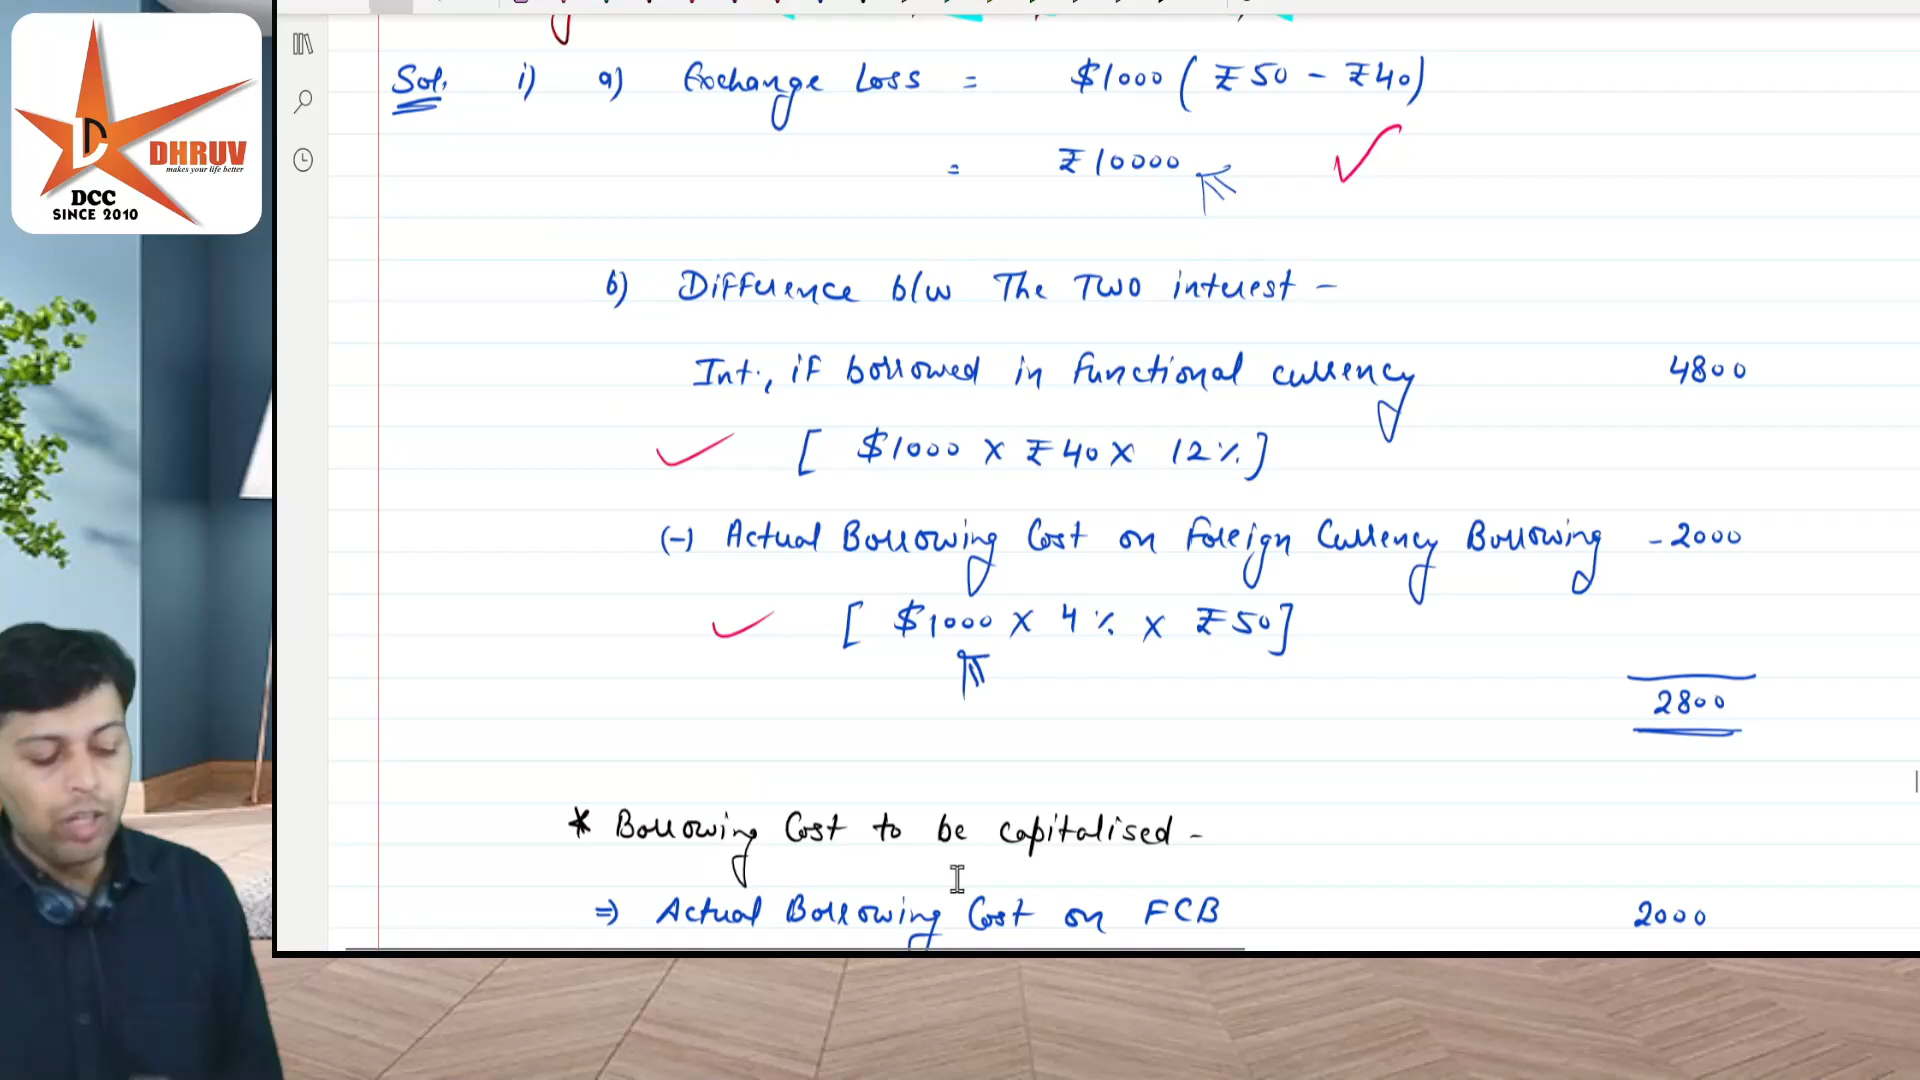 DHRUV
makes your life better
DCC
SINCE 2010
Sol. i) a) Exchange Loss = $1000 ( ₹50 - ₹40)
= ₹10000
b) Difference b/w The Two interest -
Int., if borrowed in functional currency 4800
[ $1000 X ₹40 X 12%]
(-) Actual Borrowing Cost on Foreign Currency Borrowing - 2000
[ $1000 X 4% X ₹50]
2800
* Borrowing Cost to be capitalised -
⇒ Actual Borrowing Cost on FCB 2000